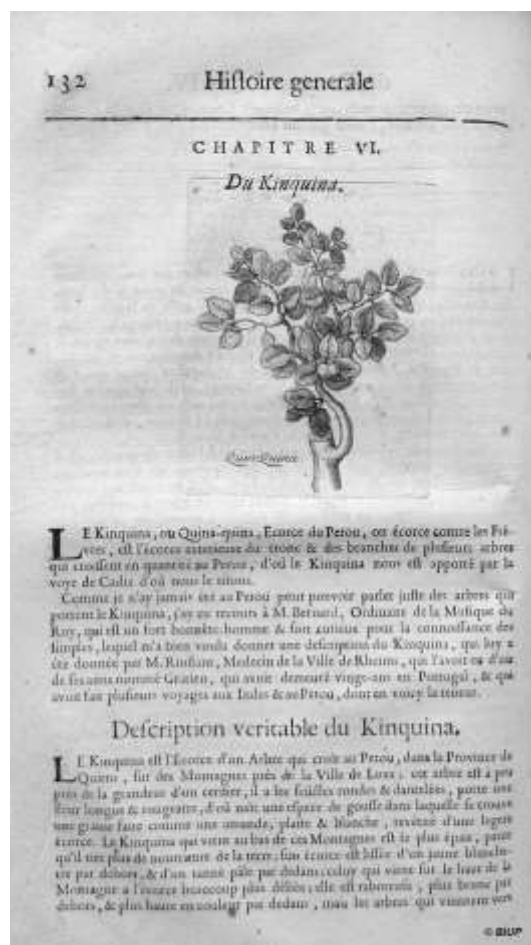 132 Histoire generale
CHAPITRE VI.
Du Kinquina.
Quinquina
LE Kinquina, ou Quina-quina, Ecorce du Perou, ou écorce contre les Fié-
vres, est l'écorce exterieure du tronc & des branches de plusieurs arbres
qui croissent en quantité au Perou, d'où le Kinquina nous est apporté par la
voye de Cadix d'où nous le tirons.
Comme je n'ay jamais été au Perou pour pouvoir parler juste des arbres qui
portent le Kinquina, j'ay eu recours à M. Bernard, Ordinaire de la Musique du
Roy, qui est un fort honnête homme & fort curieux pour la connoissance des
simples, lequel m'a bien voulu donner une description du Kinquina, qui luy a
été donnée par M. Medecin de la Ville de Rheims, qui l'avoit eu d'un
de ses amis nommé Gratien, qui avoit demeuré vingt-ans en Portugal, & qui
avoit fait plusieurs voyages aux Indes & au Perou, dont en voicy la teneur.
Description veritable du Kinquina.
LE Kinquina est l'écorce d'un Arbre qui croît au Perou, dans la Province de
Quitto, sur des Montagnes près de la Ville de Loxa; cet arbre est à peu
près de la grandeur d'un cerisier, il a les feüilles rondes & dantelées, porte une
fleur longue & rougeatre, d'où naît une espece de gousse dans laquelle se trouve
une graine faite comme une amande, platte & blanche, revétuë d'une legere
écorce. Le Kinquina qui vient au bas de ces Montagnes est le plus épais, parce
qu'il tire plus de nourriture de la terre; son écorce est lissée d'un jaune blanchâ-
tre par dehors, & d'un tanné pâle par dedans; celuy qui vient sur le haut de la
Montagne a l'écorce beaucoup plus déliée; elle est raboteuse, plus brune par
dehors, & plus haute en couleur par dedans, mais les arbres qui viennent vers
© BIUP